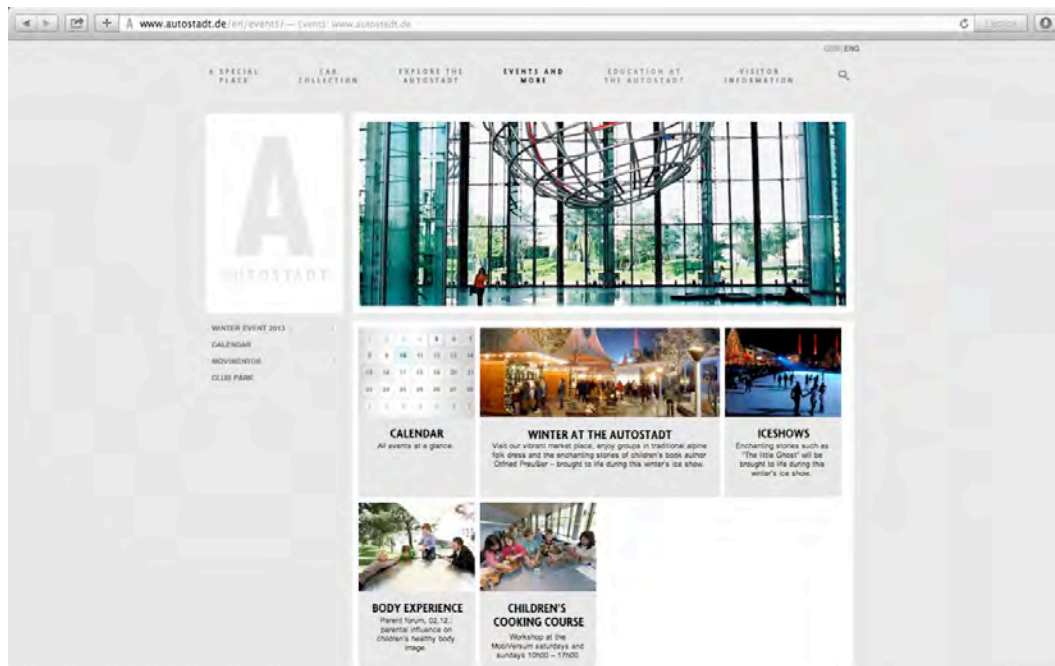 A www.autostadt.de/en/events/ — Events: www.autostadt.de
ENG
A SPECIAL PLACE
CAR COLLECTION
EXPLORE THE AUTOSTADT
EVENTS AND MORE
EDUCATION AT THE AUTOSTADT
VISITOR INFORMATION
A
AUTOSTADT
WINTER EVENT 2013
CALENDAR
MOVIMENTOS
CLUB PARK
CALENDAR
All events at a glance.
WINTER AT THE AUTOSTADT
Visit our vibrant market place, enjoy groups in traditional alpine
folk dress and the enchanting stories of children's book author
Otfried Preußler – brought to life during this winter's ice show.
ICESHOWS
Enchanting stories such as
"The little Ghost" will be
brought to life during this
winter's ice show.
BODY EXPERIENCE
Parent forum, 02.12.:
parental influence on
children's healthy body
image.
CHILDREN'S
COOKING COURSE
Workshop at the
MobiVersum saturdays and
sundays 10h00 – 17h00.